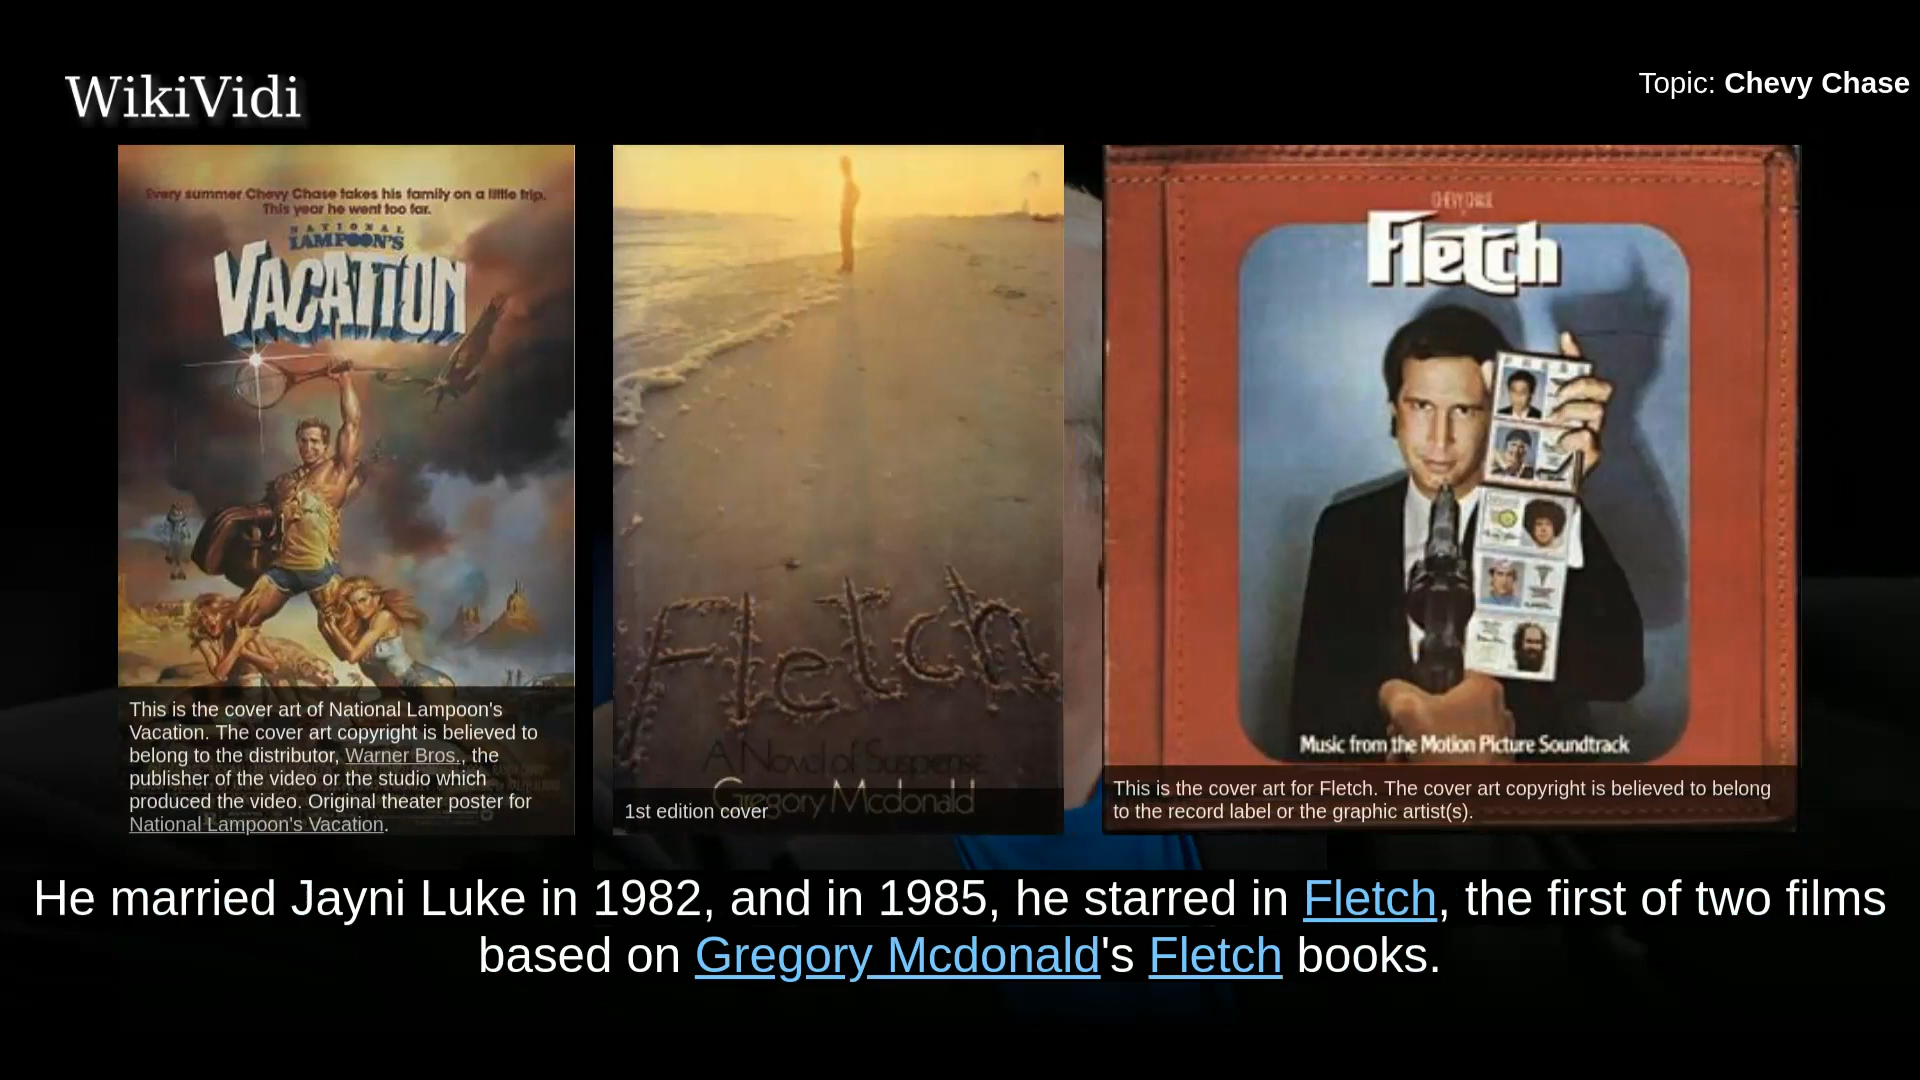 WikiVidi
Topic: Chevy Chase
Every summer Chevy Chase takes his family on a little trip.
This year he went too far.
NATIONAL
LAMPOON'S
VACATION
This is the cover art of National Lampoon's
Vacation. The cover art copyright is believed to
belong to the distributor, Warner Bros., the
publisher of the video or the studio which
produced the video. Original theater poster for
National Lampoon's Vacation.
Fletch
A Novel of Suspense
Gregory Mcdonald
1st edition cover
CHEVY CHASE
Fletch
Music from the Motion Picture Soundtrack
This is the cover art for Fletch. The cover art copyright is believed to belong
to the record label or the graphic artist(s).
He married Jayni Luke in 1982, and in 1985, he starred in Fletch, the first of two films
based on Gregory Mcdonald's Fletch books.